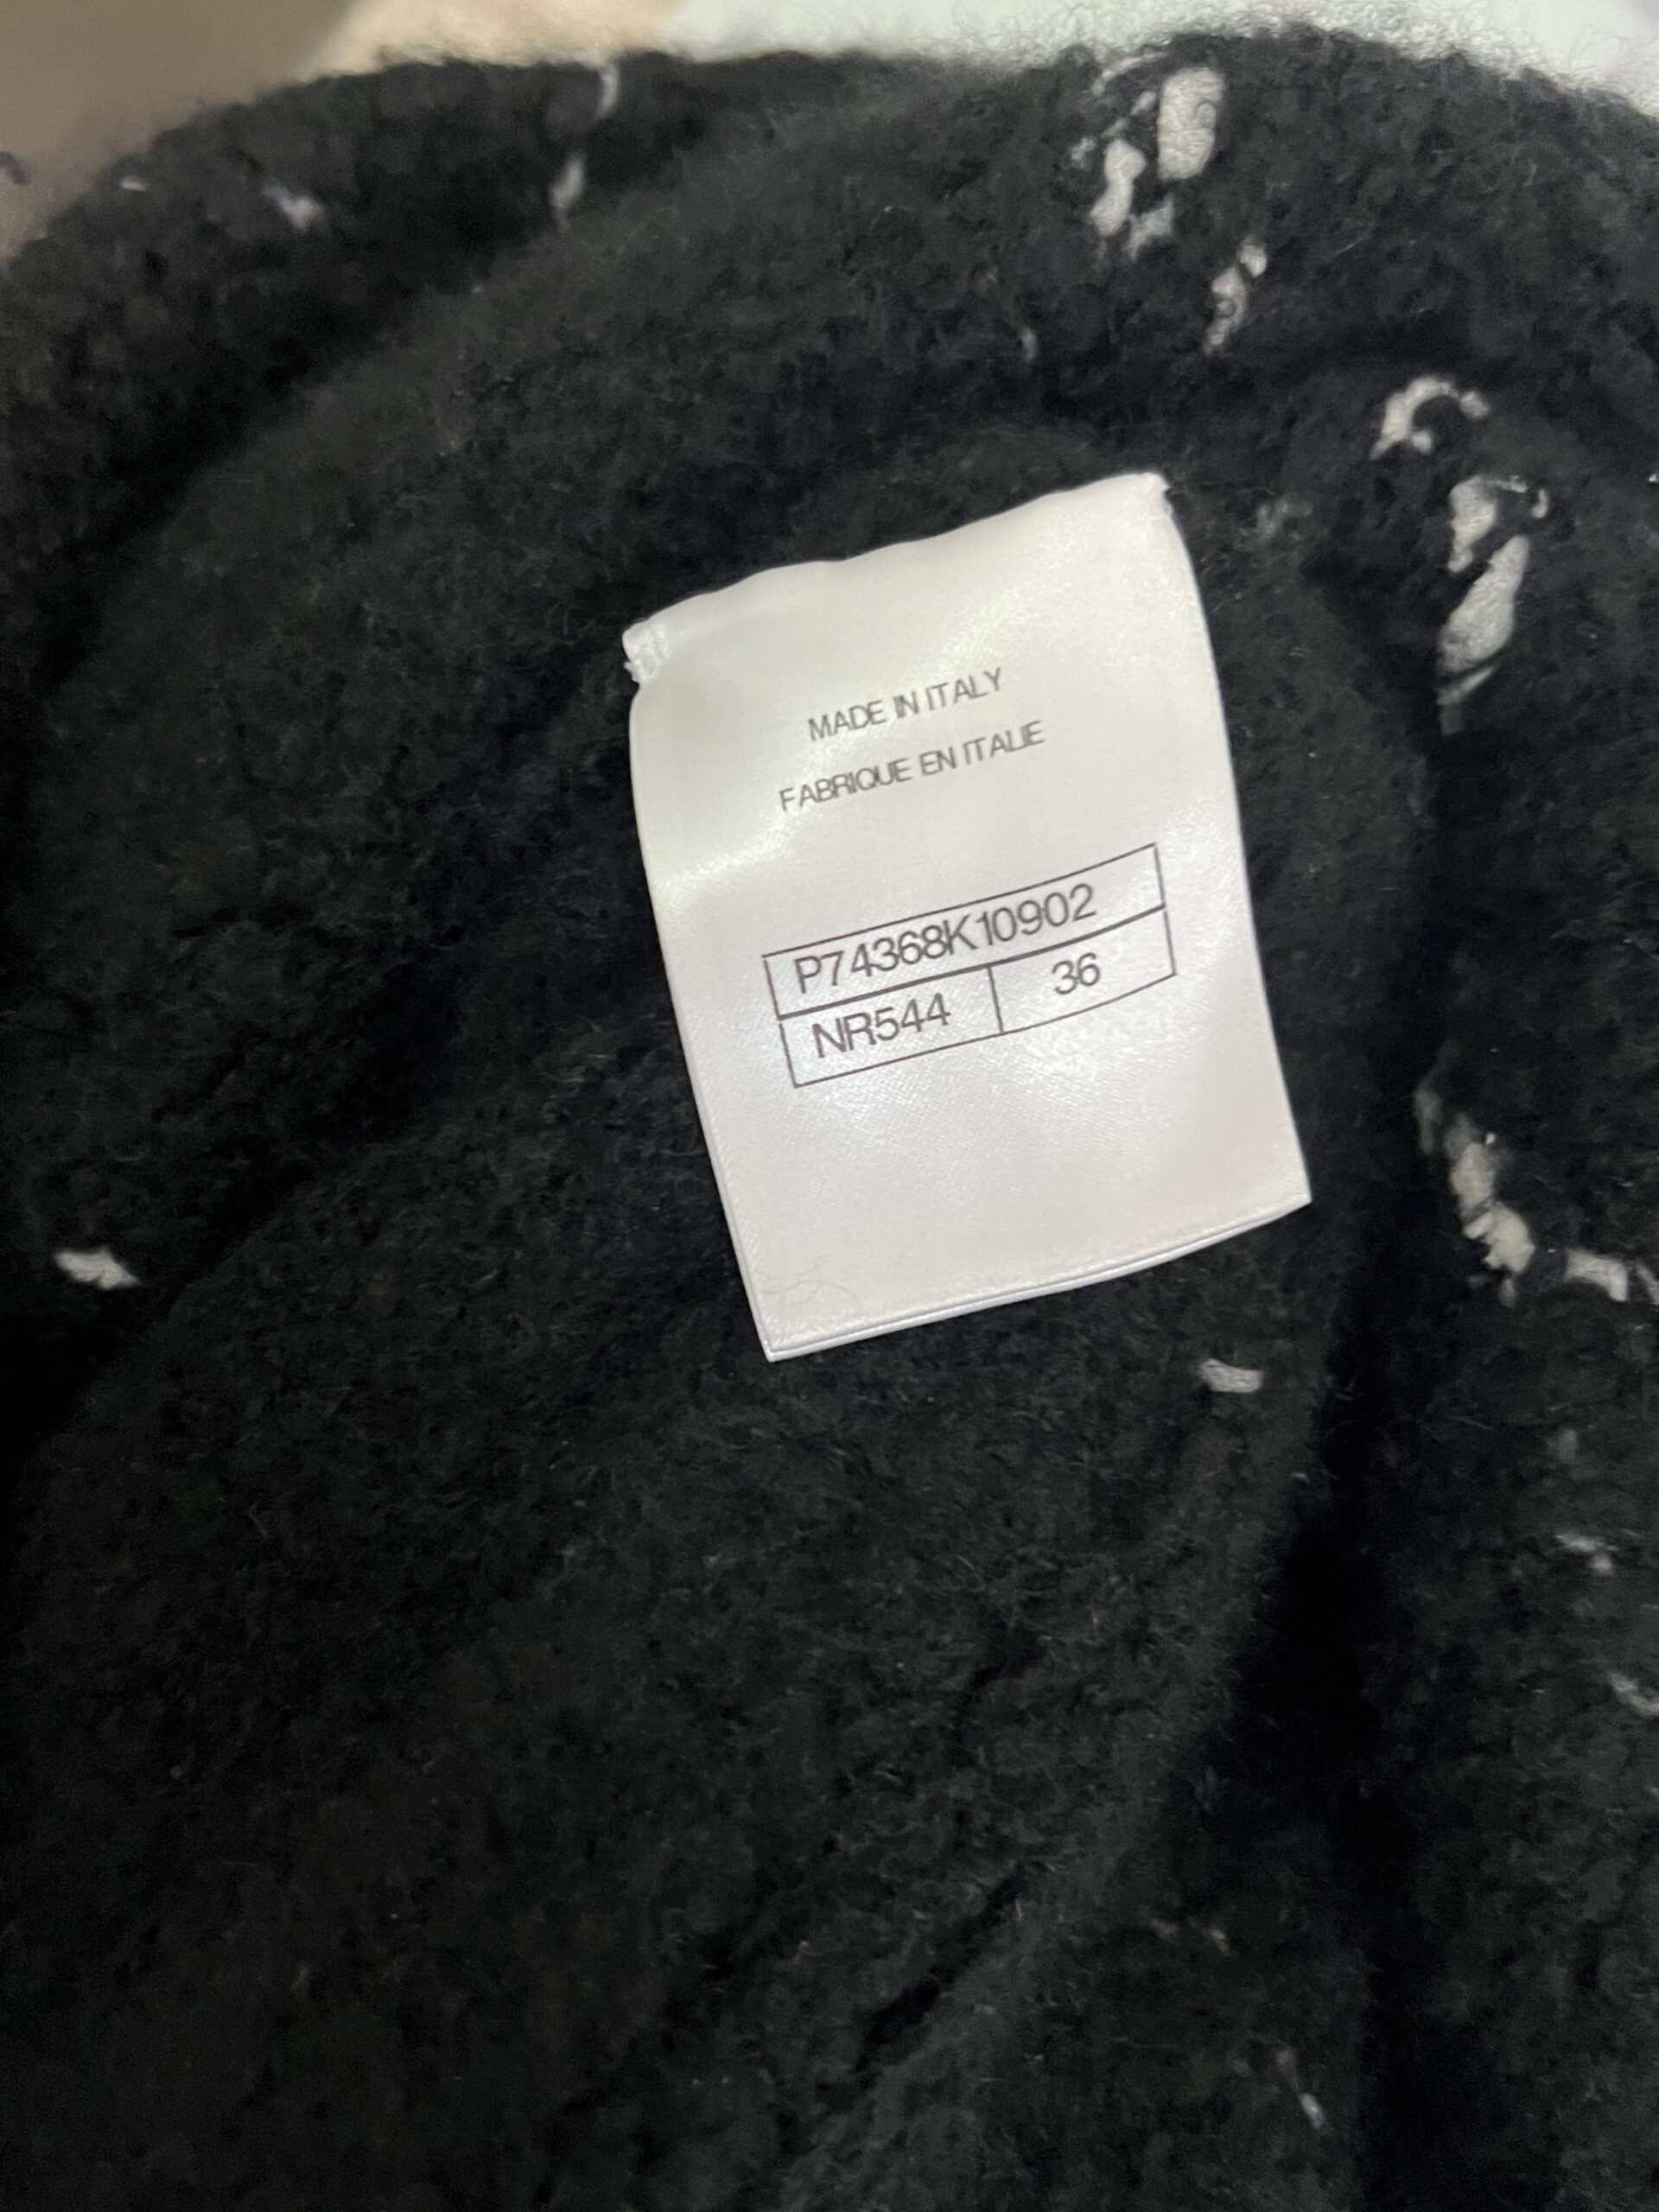 MADE IN ITALY
FABRIQUE EN ITALIE
P74368K10902
NR544 36